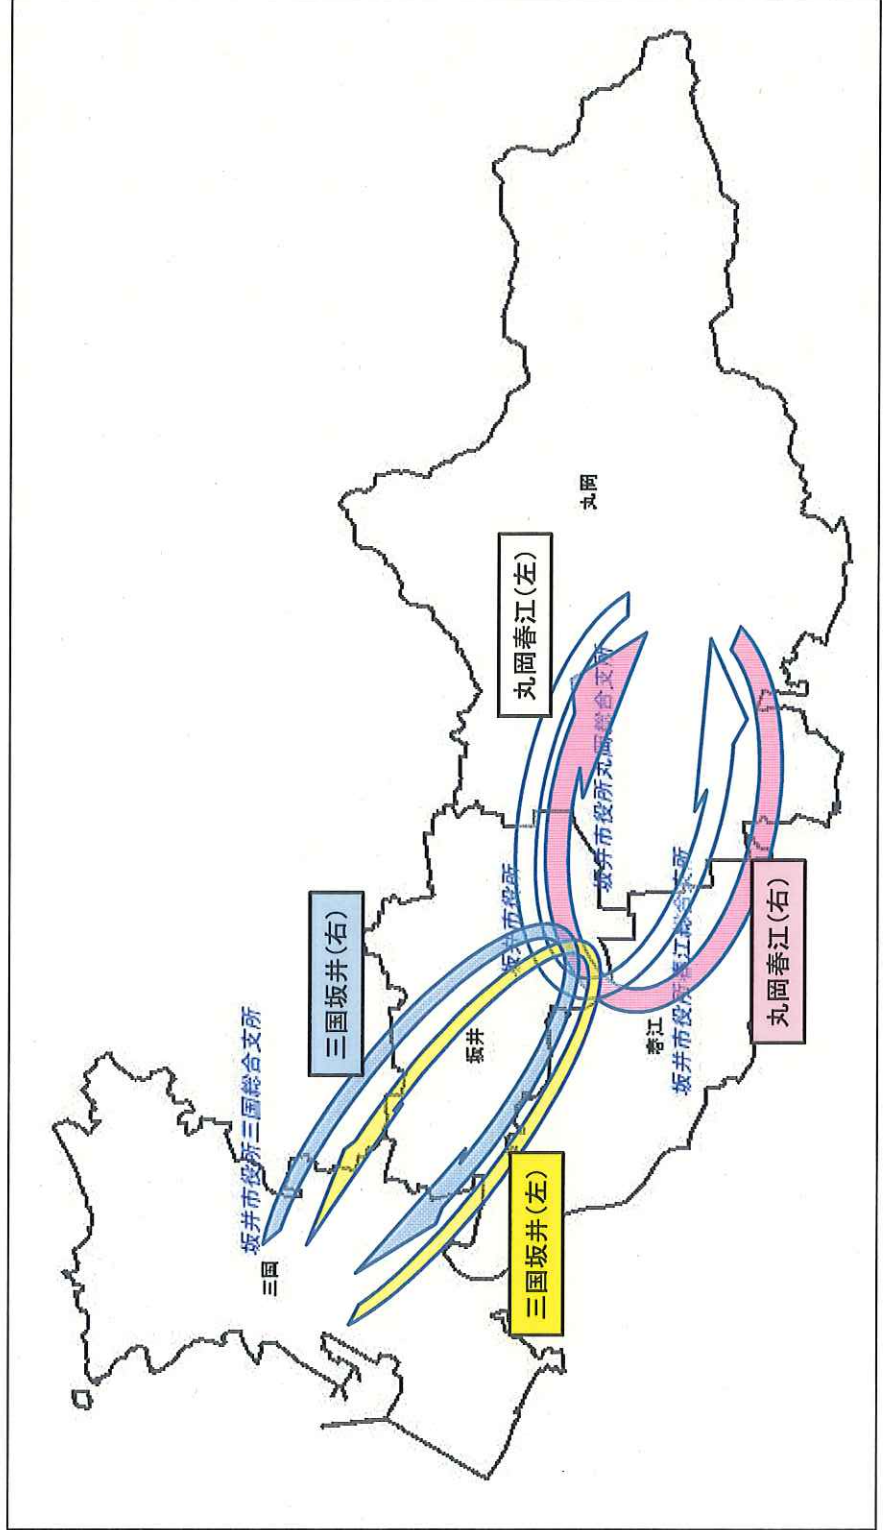 坂井市役所三国総合支所
三国
三国坂井(右)
坂井
三国坂井(左)
坂井市役所
丸岡春江(左)
丸岡
坂井市役所丸岡総合支所
春江
坂井市役所春江総合支所
丸岡春江(右)